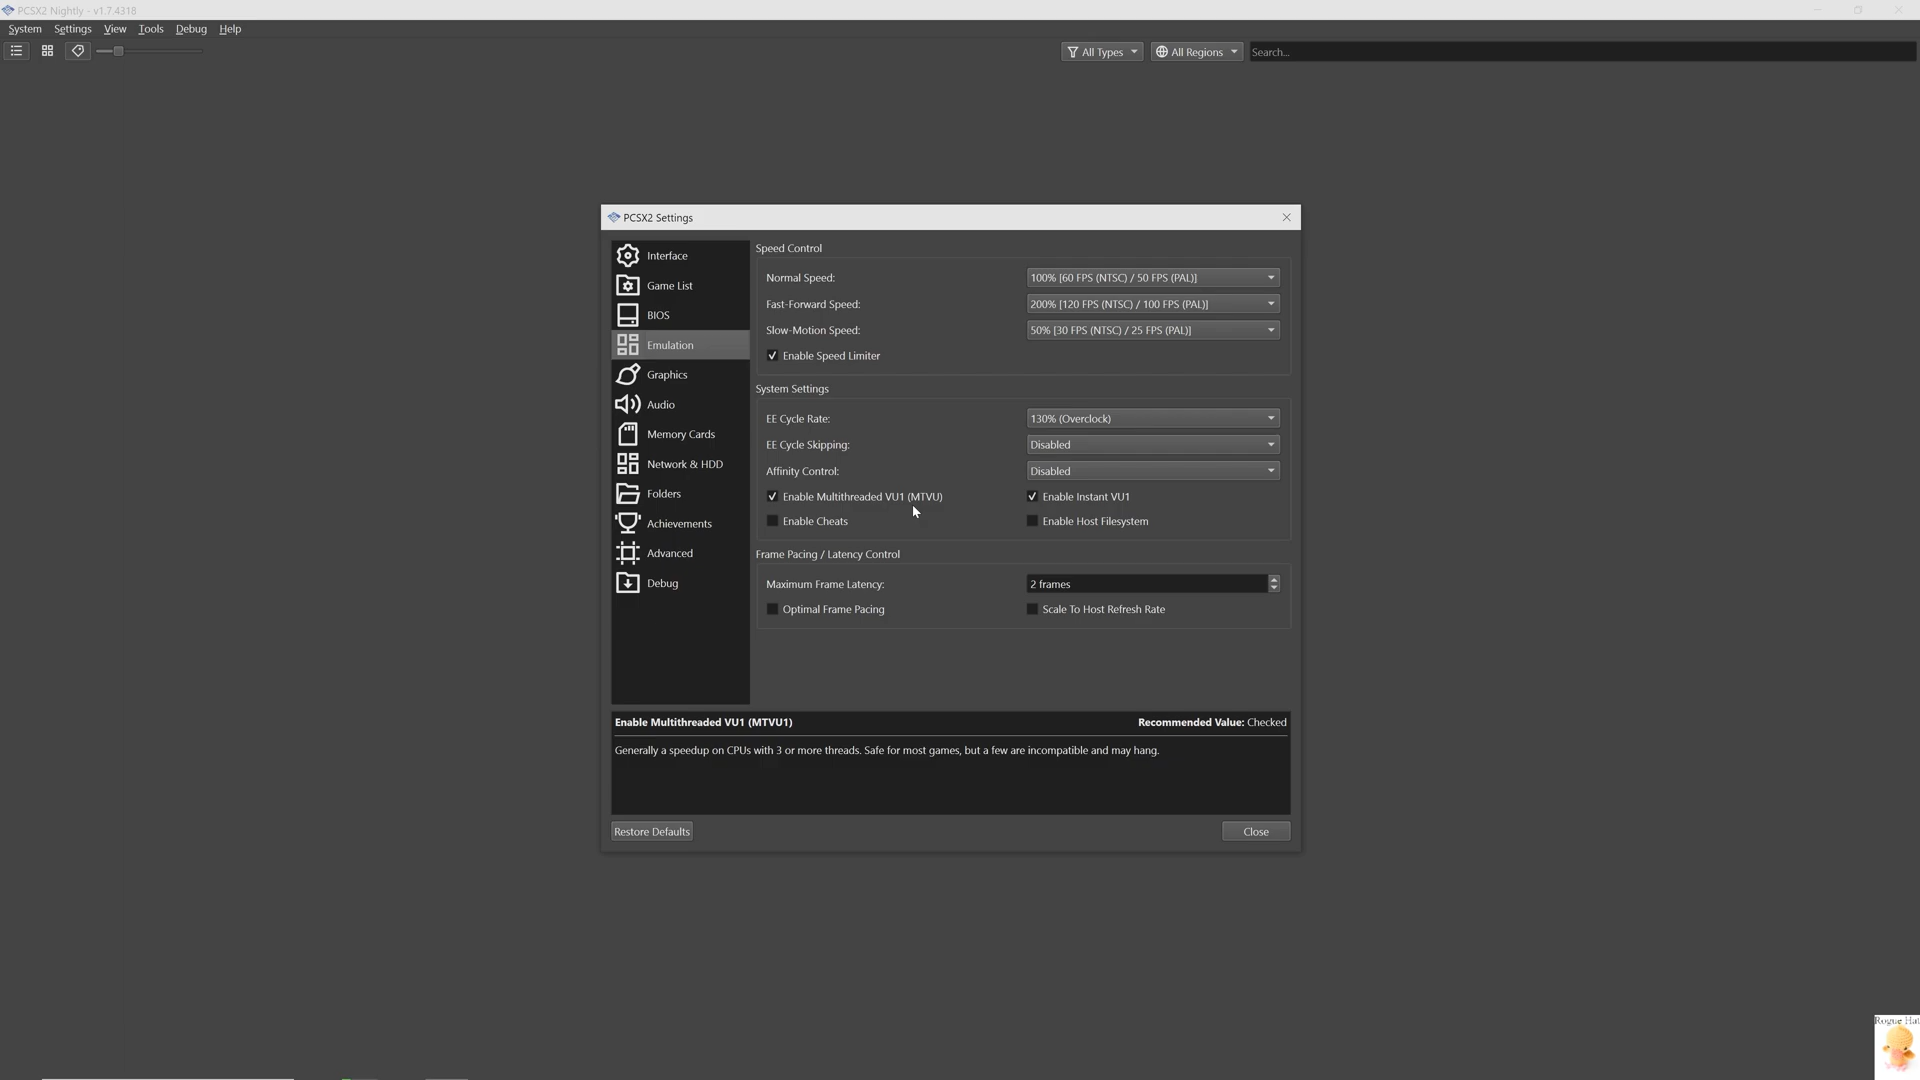 PCSX2 Nightly - v1.7.4318
System Settings View Tools Debug Help
All Types All Regions Search...
PCSX2 Settings
Interface
Game List
BIOS
Emulation
Graphics
Audio
Memory Cards
Network & HDD
Folders
Achievements
Advanced
Debug
Speed Control
Normal Speed: 100% [60 FPS (NTSC) / 50 FPS (PAL)]
Fast-Forward Speed: 200% [120 FPS (NTSC) / 100 FPS (PAL)]
Slow-Motion Speed: 50% [30 FPS (NTSC) / 25 FPS (PAL)]
Enable Speed Limiter
System Settings
EE Cycle Rate: 130% (Overclock)
EE Cycle Skipping: Disabled
Affinity Control: Disabled
Enable Multithreaded VU1 (MTVU) Enable Instant VU1
Enable Cheats Enable Host Filesystem
Frame Pacing / Latency Control
Maximum Frame Latency: 2 frames
Optimal Frame Pacing Scale To Host Refresh Rate
Enable Multithreaded VU1 (MTVU1) Recommended Value: Checked
Generally a speedup on CPUs with 3 or more threads. Safe for most games, but a few are incompatible and may hang.
Restore Defaults Close
Rogue Hat